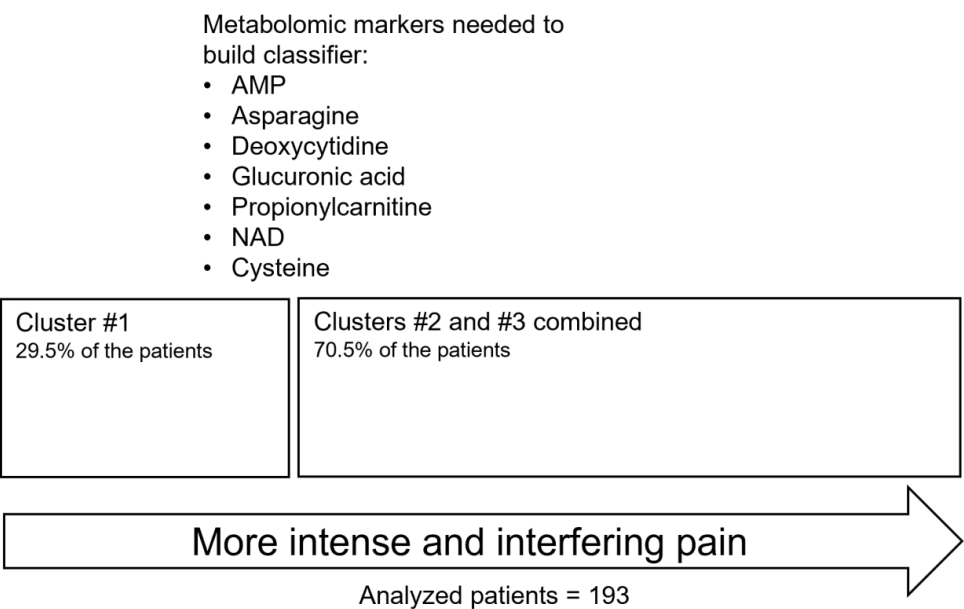 Metabolomic markers needed to
build classifier:
• AMP
• Asparagine
• Deoxycytidine
• Glucuronic acid
• Propionylcarnitine
• NAD
• Cysteine
Cluster #1
29.5% of the patients
Clusters #2 and #3 combined
70.5% of the patients
More intense and interfering pain
Analyzed patients = 193